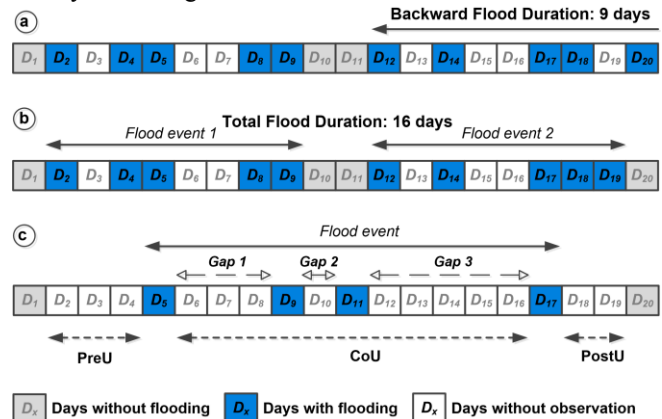 a Backward Flood Duration: 9 days
D1 D2 D3 D4 D5 D6 D7 D8 D9 D10 D11 D12 D13 D14 D15 D16 D17 D18 D19 D20
b Total Flood Duration: 16 days
Flood event 1 Flood event 2
D1 D2 D3 D4 D5 D6 D7 D8 D9 D10 D11 D12 D13 D14 D15 D16 D17 D18 D19 D20
c Flood event
Gap 1 Gap 2 Gap 3
D1 D2 D3 D4 D5 D6 D7 D8 D9 D10 D11 D12 D13 D14 D15 D16 D17 D18 D19 D20
PreU CoU PostU
Dx Days without flooding Dx Days with flooding Dx Days without observation